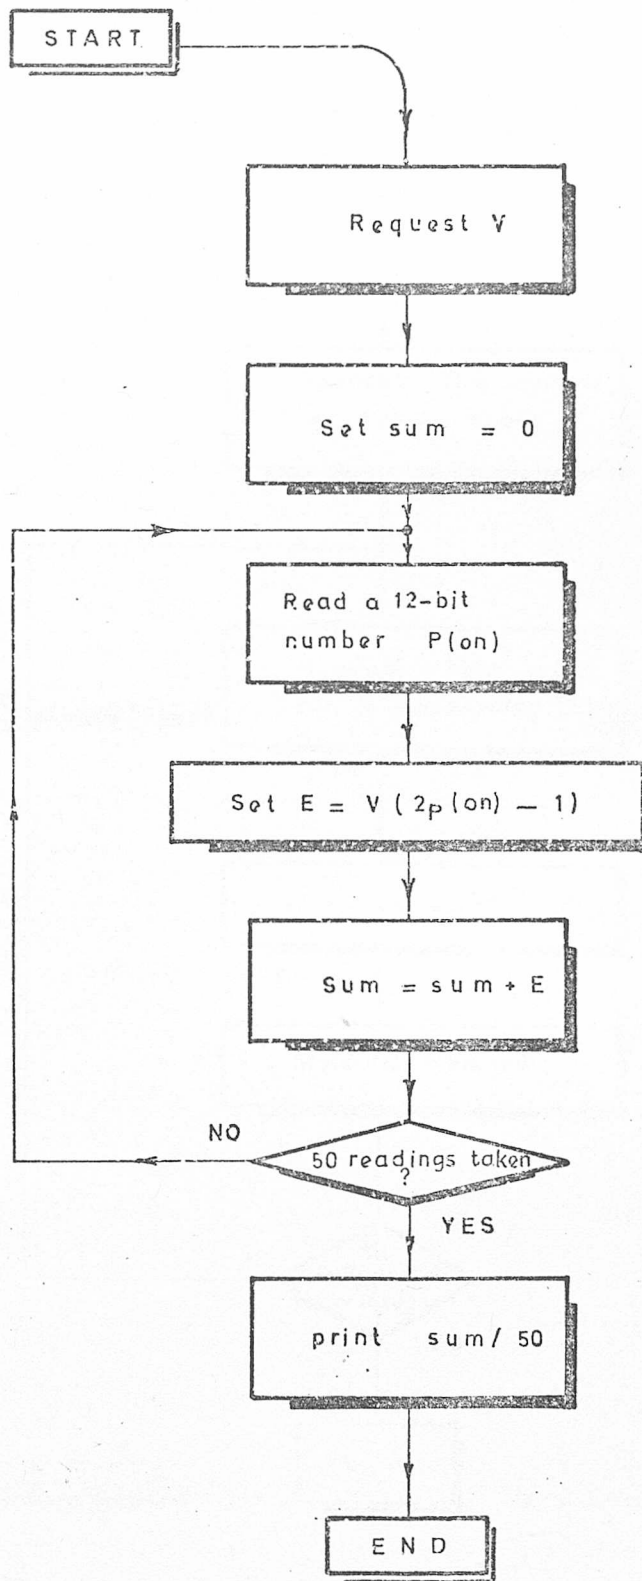 START
Request V
Set sum = 0
Read a 12-bit
number P(on)
Set E = V ( 2p(on) — 1 )
Sum = sum + E
NO
50 readings taken
?
YES
print sum/ 50
END